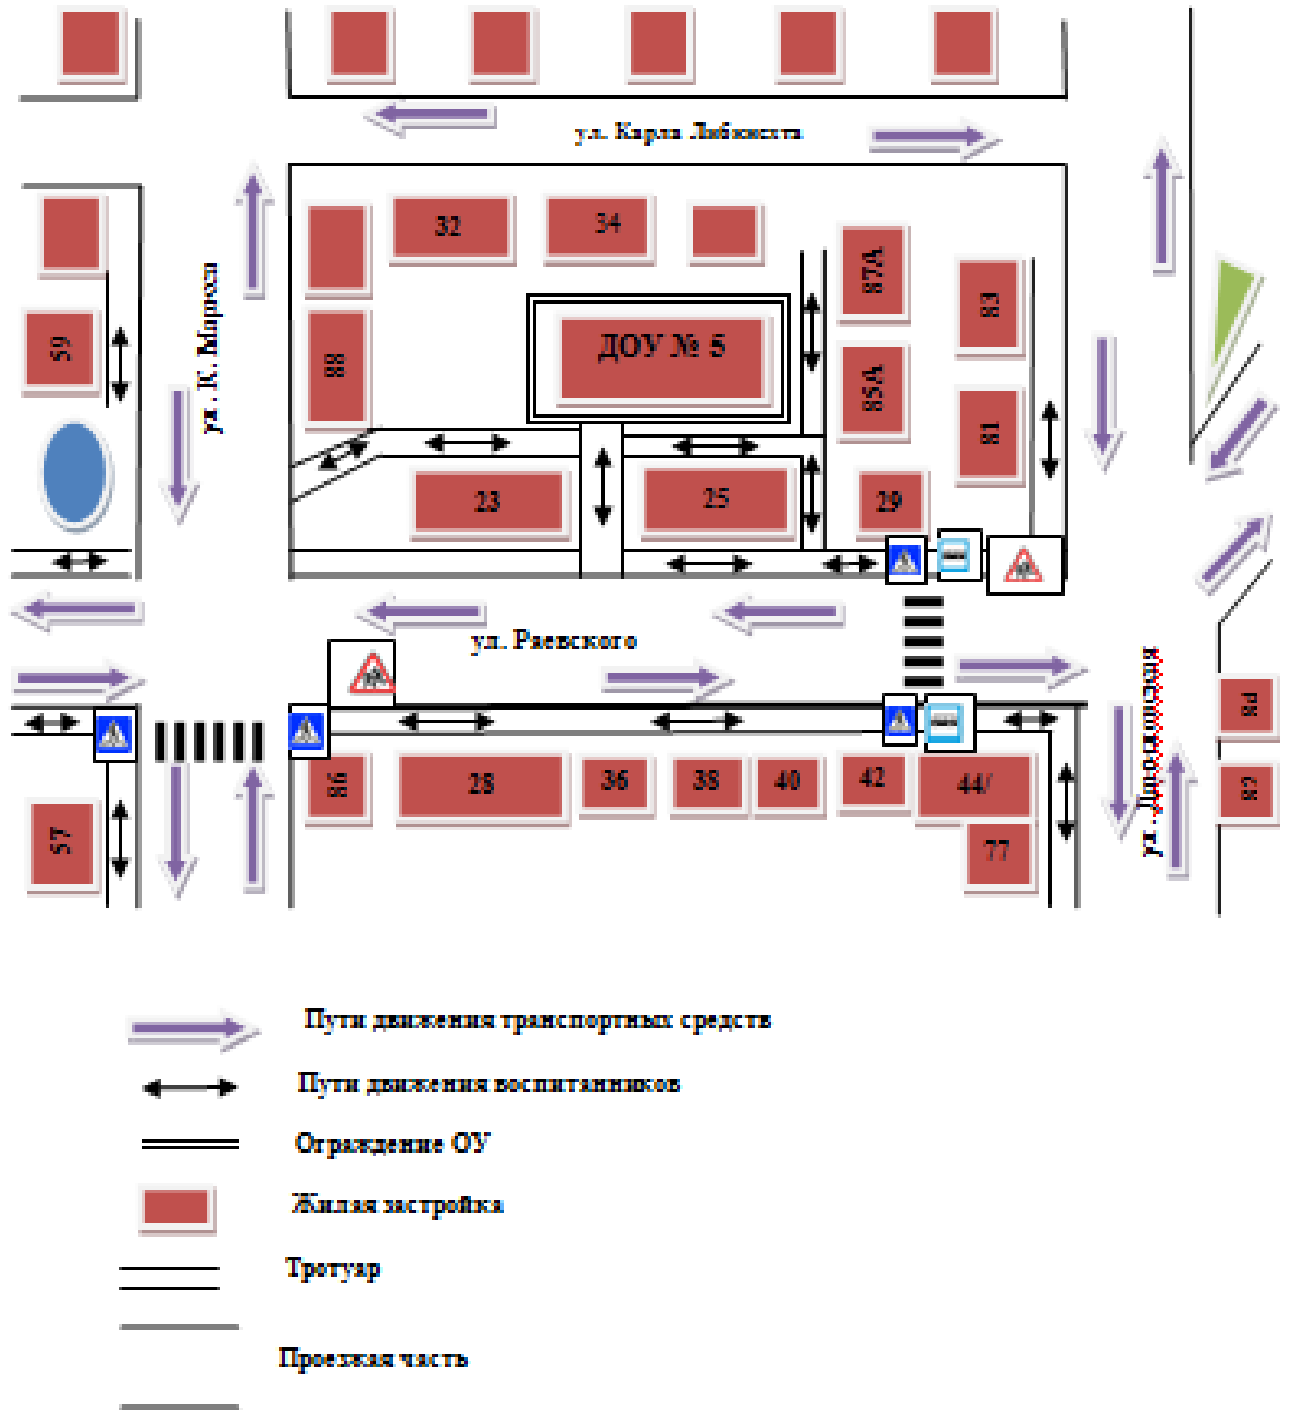 ул. Карла Либкнехта
32
34
87А
83
ул. К. Маркса
59
88
ДОУ № 5
85А
81
23
25
29
ул. Раевского
86
28
36
38
40
42
44/
77
57
82
Пути движения транспортных средств
Пути движения воспитанников
Ограждение ОУ
Жилая застройка
Тротуар
Проезжая часть